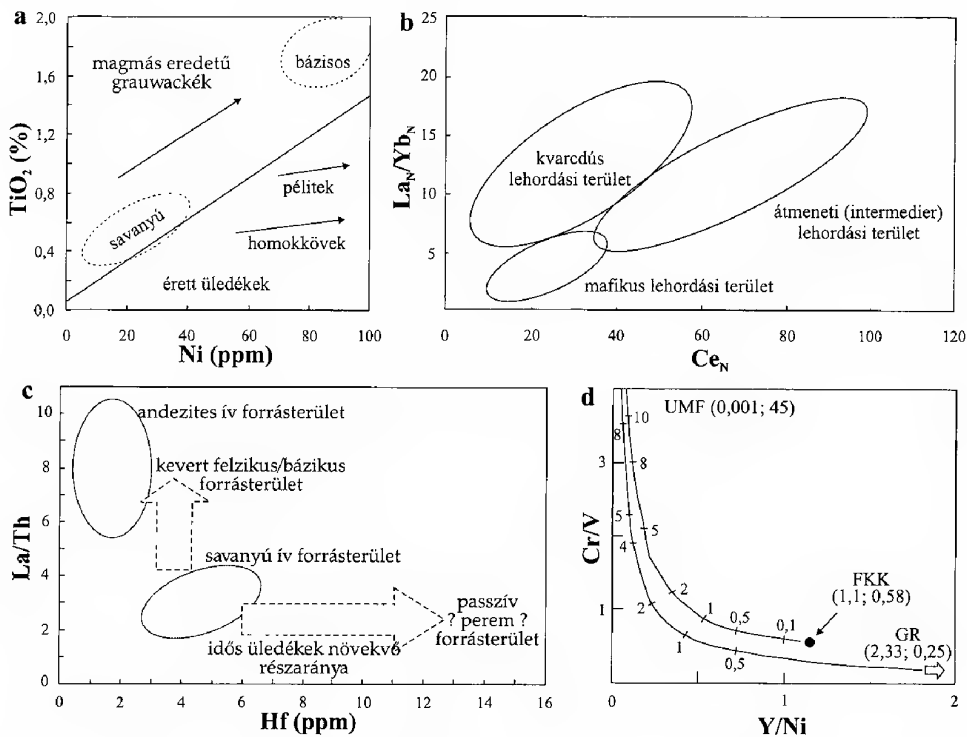 a
2,0
1,6
1,2
0,8
0,4
0,0
TiO₂ (%)
magmás eredetű
grauwackék
bázisos
savanyú
pélitek
homokkövek
érett üledékek
0
20
40
60
80
100
Ni (ppm)
b
25
20
15
10
5
La_N/Yb_N
kvarcdús
lehordási terület
átmeneti (intermedier)
lehordási terület
mafikus lehordási terület
0
20
40
60
80
100
120
Ce_N
c
10
8
6
4
2
0
La/Th
andezites ív forrásterület
kevert felzikus/bázikus
forrásterület
savanyú ív forrásterület
passzív
? perem ?
forrásterület
idős üledékek növekvő
részaránya
0
2
4
6
8
10
12
14
16
Hf (ppm)
d
UMF (0,001; 45)
3
1
Cr/V
8
10
8
5
5
4
2
2
1
1
0,5
0,5
0,1
FKK
(1,1; 0,58)
GR
(2,33; 0,25)
0
1
2
Y/Ni